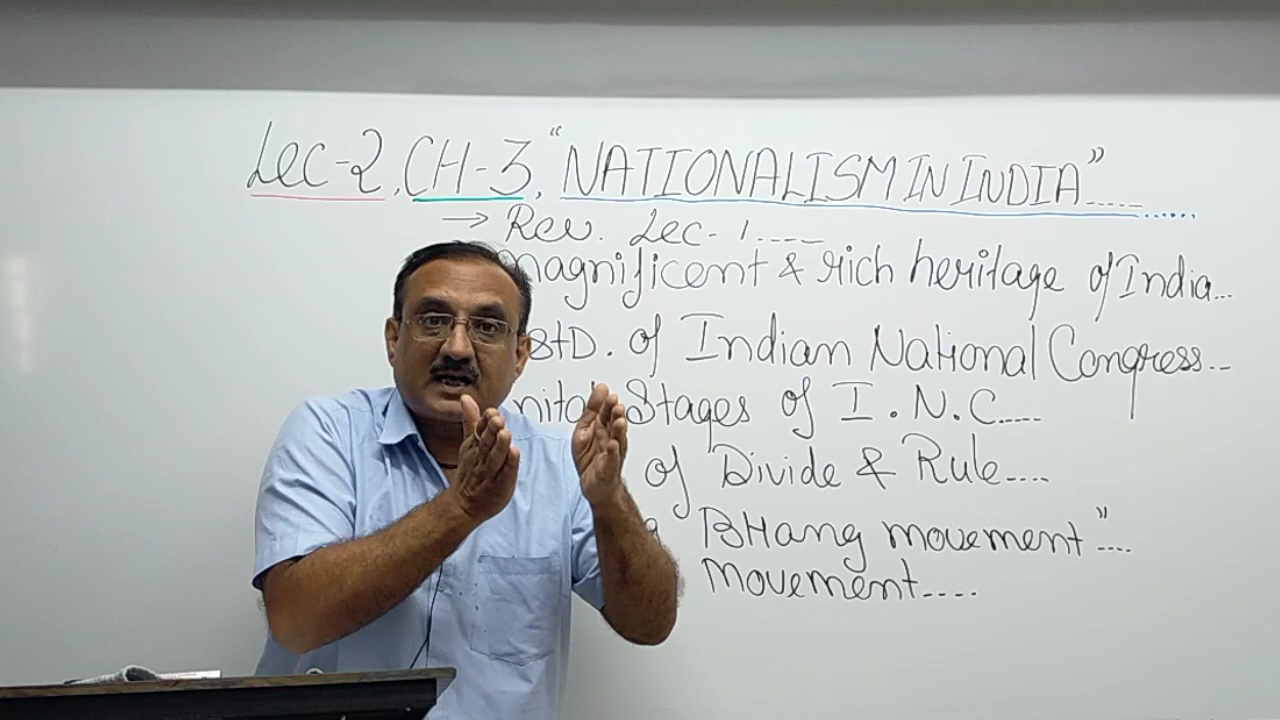 Lec-2, CH-3, "NATIONALISM IN INDIA".....
→ Rev. Lec-1.....
magnificent & rich heritage of India...
stD. of Indian National Congress...
Stages of I.N.C.....
of Divide & Rule....
BHang movement"....
movement....